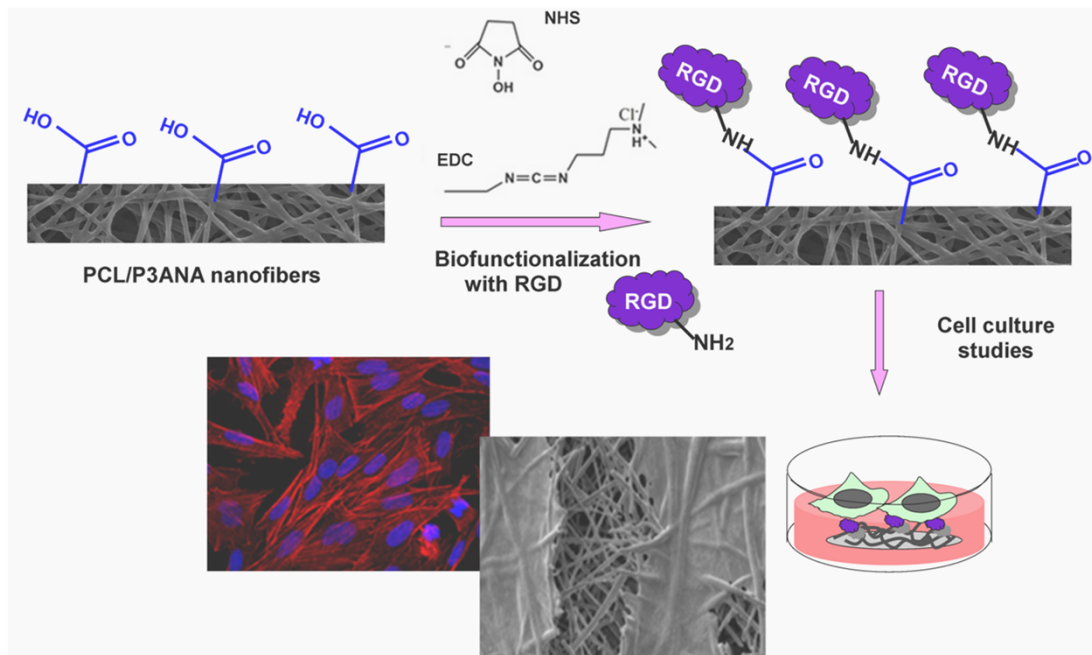 NHS
O
N
O
OH
HO
O
HO
O
HO
O
PCL/P3ANA nanofibers
EDC
N=C=N
Cl-
N+
H
Biofunctionalization
with RGD
RGD
NH2
RGD
NH
O
RGD
NH
O
RGD
NH
O
Cell culture
studies